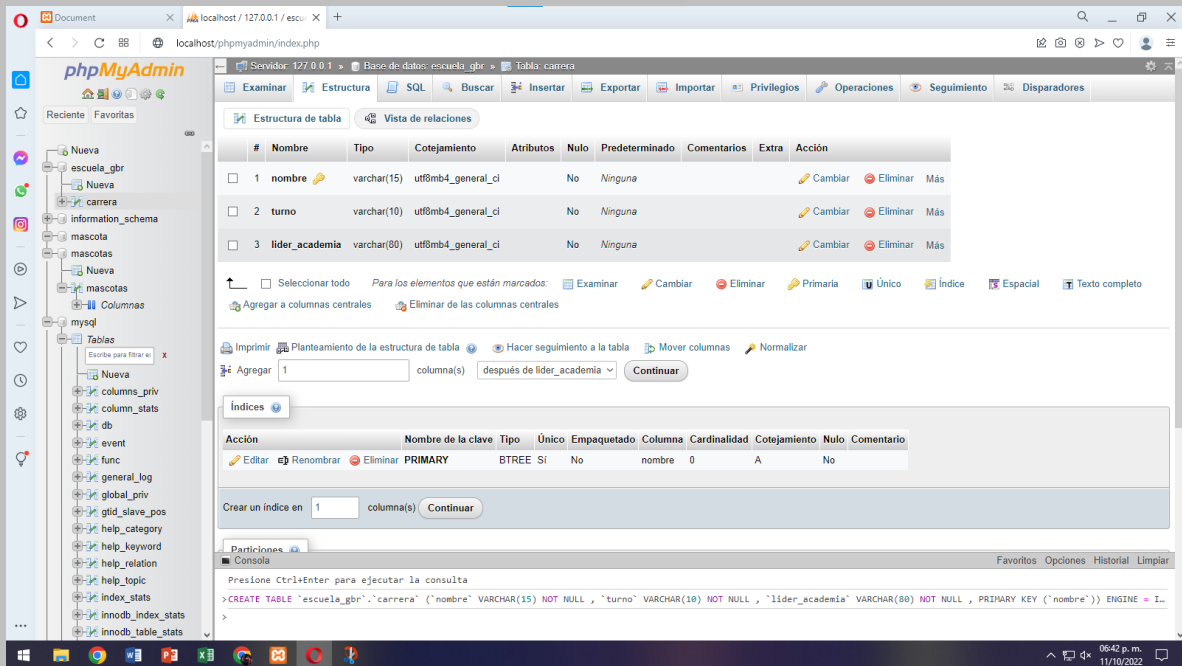 Document
localhost / 127.0.0.1 / escu
localhost/phpmyadmin/index.php
phpMyAdmin
Reciente Favoritas
Nueva
escuela_gbr
Nueva
carrera
information_schema
mascota
mascotas
Nueva
mascotas
Columnas
mysql
Tablas
Escribe para filtrar es X
Nueva
columns_priv
column_stats
db
event
func
general_log
global_priv
gtid_slave_pos
help_category
help_keyword
help_relation
help_topic
index_stats
innodb_index_stats
innodb_table_stats
Servidor: 127.0.0.1 » Base de datos: escuela_gbr » Tabla: carrera
Examinar Estructura SQL Buscar Insertar Exportar Importar Privilegios Operaciones Seguimiento Disparadores
Estructura de tabla Vista de relaciones
# Nombre Tipo Cotejamiento Atributos Nulo Predeterminado Comentarios Extra Acción
1 nombre varchar(15) utf8mb4_general_ci No Ninguna Cambiar Eliminar Más
2 turno varchar(10) utf8mb4_general_ci No Ninguna Cambiar Eliminar Más
3 lider_academia varchar(80) utf8mb4_general_ci No Ninguna Cambiar Eliminar Más
Seleccionar todo Para los elementos que están marcados: Examinar Cambiar Eliminar Primaria Único Índice Espacial Texto completo
Agregar a columnas centrales Eliminar de las columnas centrales
Imprimir Planteamiento de la estructura de tabla Hacer seguimiento a la tabla Mover columnas Normalizar
Agregar 1 columna(s) después de lider_academia Continuar
Índices
Acción Nombre de la clave Tipo Único Empaquetado Columna Cardinalidad Cotejamiento Nulo Comentario
Editar Renombrar Eliminar PRIMARY BTREE Sí No nombre 0 A No
Crear un índice en 1 columna(s) Continuar
Particiones
Consola Favoritos Opciones Historial Limpiar
Presione Ctrl+Enter para ejecutar la consulta
>CREATE TABLE `escuela_gbr`.`carrera` (`nombre` VARCHAR(15) NOT NULL , `turno` VARCHAR(10) NOT NULL , `lider_academia` VARCHAR(80) NOT NULL , PRIMARY KEY (`nombre`)) ENGINE = I…
>
06:42 p. m.
11/10/2022